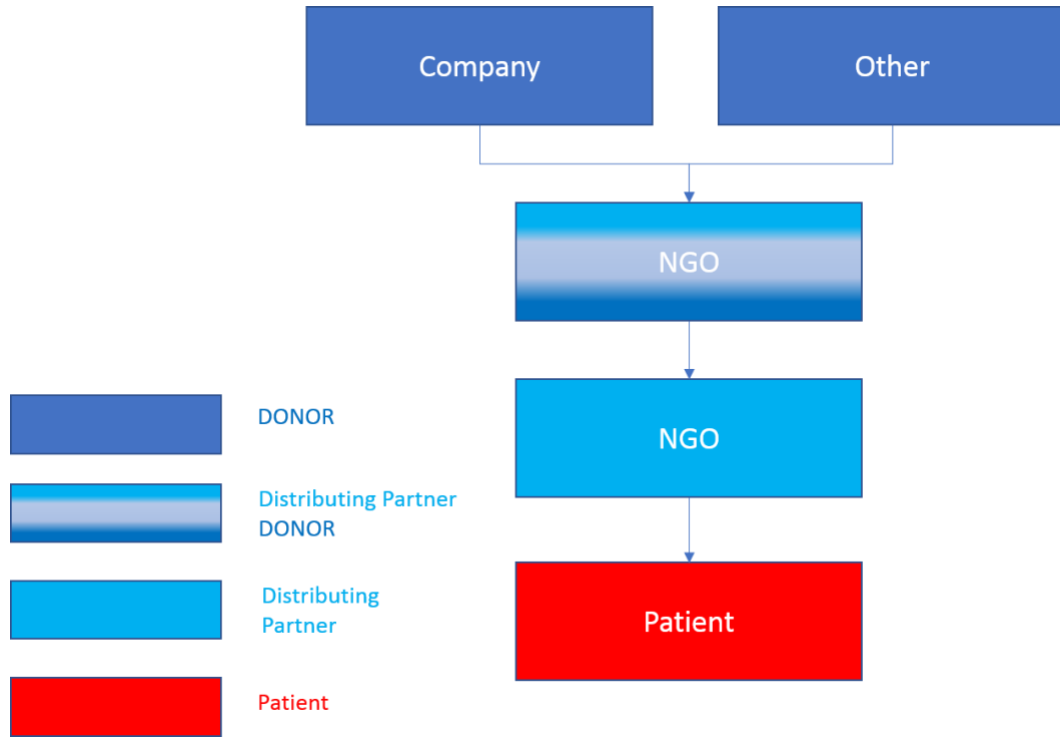 Company
Other
NGO
NGO
Patient
DONOR
Distributing Partner
DONOR
Distributing
Partner
Patient